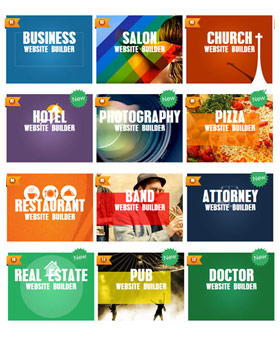 BUSINESS
WEBSITE BUILDER
SALON
WEBSITE BUILDER
CHURCH
WEBSITE BUILDER
HOTEL
WEBSITE BUILDER
New
PHOTOGRAPHY
WEBSITE BUILDER
New
PIZZA
WEBSITE BUILDER
New
RESTAURANT
WEBSITE BUILDER
BAND
WEBSITE BUILDER
ATTORNEY
WEBSITE BUILDER
REAL ESTATE
WEBSITE BUILDER
New
PUB
WEBSITE BUILDER
DOCTOR
WEBSITE BUILDER
New